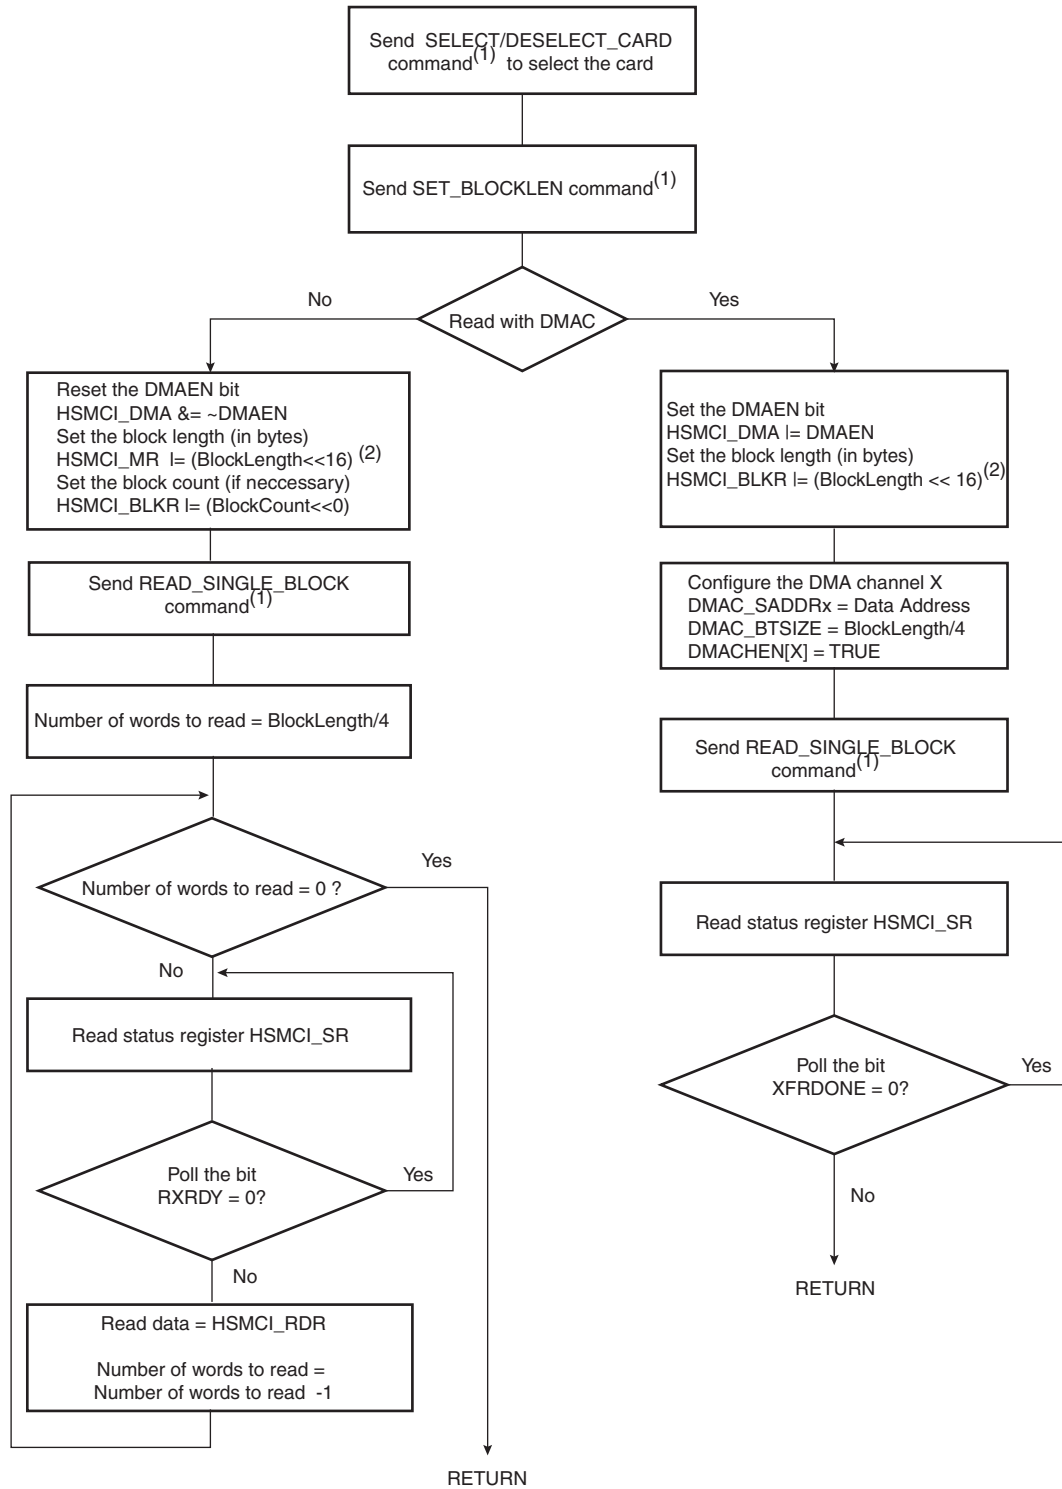 Send SELECT/DESELECT_CARD
command(1) to select the card
Send SET_BLOCKLEN command(1)
No
Yes
Read with DMAC
Reset the DMAEN bit
HSMCI_DMA &= ~DMAEN
Set the block length (in bytes)
HSMCI_MR |= (BlockLength<<16) (2)
Set the block count (if neccessary)
HSMCI_BLKR |= (BlockCount<<0)
Send READ_SINGLE_BLOCK
command(1)
Number of words to read = BlockLength/4
Number of words to read = 0 ?
Yes
No
Read status register HSMCI_SR
Poll the bit
RXRDY = 0?
Yes
No
Read data = HSMCI_RDR
Number of words to read =
Number of words to read -1
RETURN
Set the DMAEN bit
HSMCI_DMA |= DMAEN
Set the block length (in bytes)
HSMCI_BLKR |= (BlockLength << 16)(2)
Configure the DMA channel X
DMAC_SADDRx = Data Address
DMAC_BTSIZE = BlockLength/4
DMACHEN[X] = TRUE
Send READ_SINGLE_BLOCK
command(1)
Read status register HSMCI_SR
Poll the bit
XFRDONE = 0?
Yes
No
RETURN